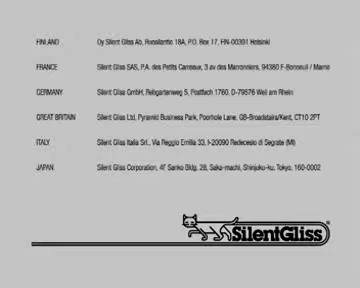 FINLAND Oy Silent Gliss Ab, Ruosilantie 18A, P.O. Box 17, FIN-00391 Helsinki
FRANCE Silent Gliss SAS, P.A. des Petits Carreaux, 3 av des Marronniers, 94380 F-Bonneuil / Marne
GERMANY Silent Gliss GmbH, Rebgartenweg 5, Postfach 1760, D-79576 Weil am Rhein
GREAT BRITAIN Silent Gliss Ltd, Pyramid Business Park, Poorhole Lane, GB-Broadstairs/Kent, CT10 2PT
ITALY Silent Gliss Italia Srl., Via Reggio Emilia 33, I-20090 Redecesio di Segrate (MI)
JAPAN Silent Gliss Corporation, 4F Sanko Bldg, 28, Saka-machi, Shinjuku-ku, Tokyo, 160-0002
SilentGliss